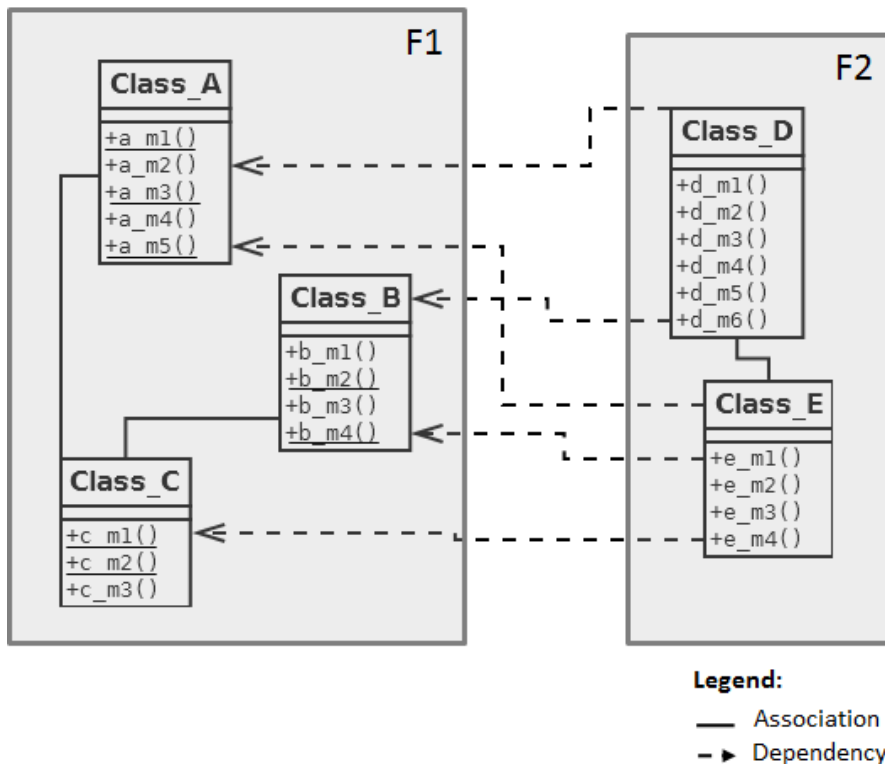 F1
Class_A
+a_m1()
+a_m2()
+a_m3()
+a_m4()
+a_m5()
Class_B
+b_m1()
+b_m2()
+b_m3()
+b_m4()
Class_C
+c_m1()
+c_m2()
+c_m3()
F2
Class_D
+d_m1()
+d_m2()
+d_m3()
+d_m4()
+d_m5()
+d_m6()
Class_E
+e_m1()
+e_m2()
+e_m3()
+e_m4()
Legend:
Association
Dependency